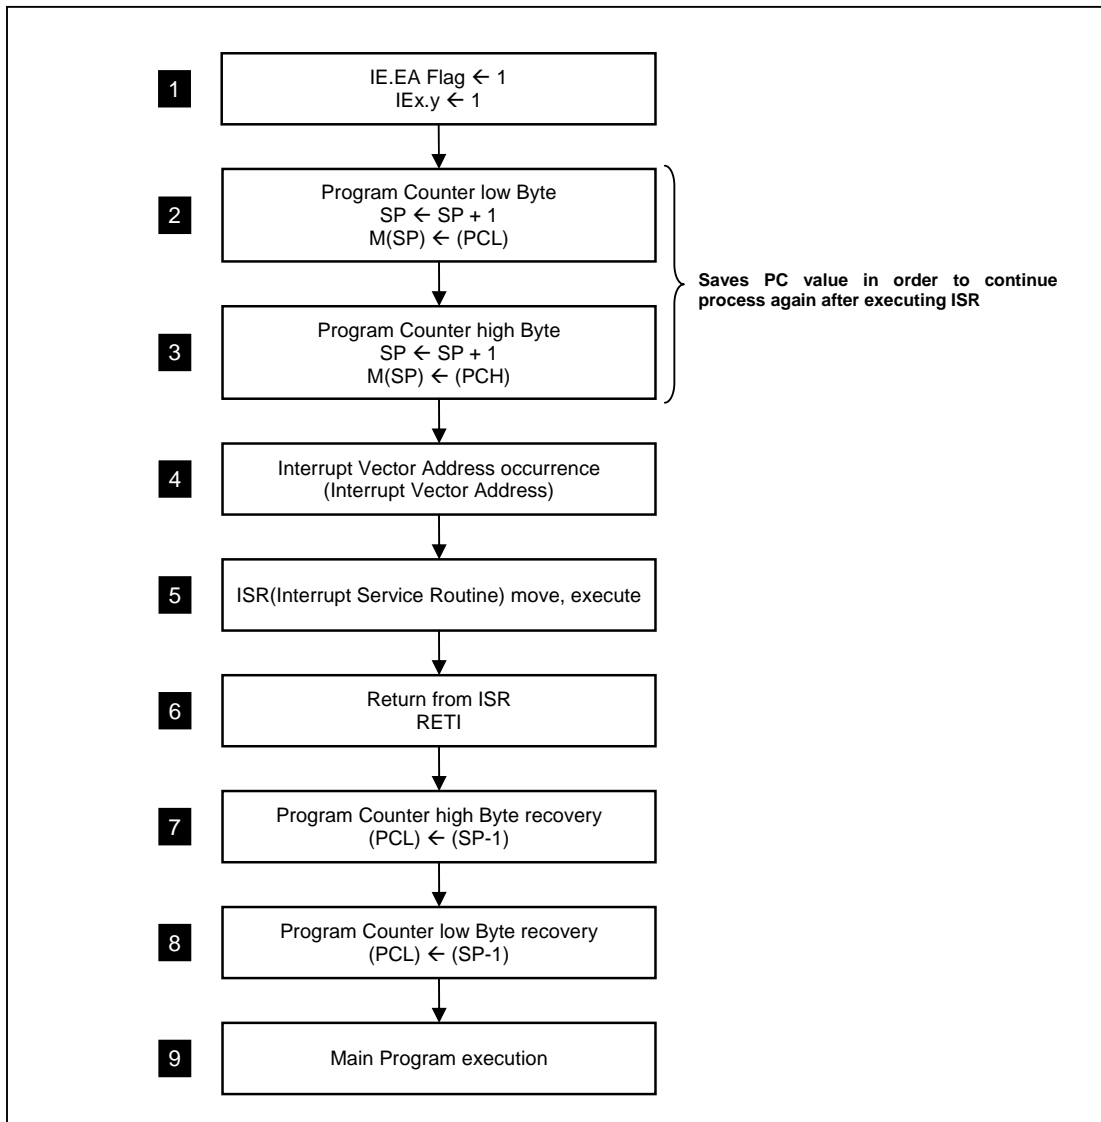 1
IE.EA Flag ← 1
IEx.y ← 1
2
Program Counter low Byte
SP ← SP + 1
M(SP) ← (PCL)
3
Program Counter high Byte
SP ← SP + 1
M(SP) ← (PCH)
Saves PC value in order to continue
process again after executing ISR
4
Interrupt Vector Address occurrence
(Interrupt Vector Address)
5
ISR(Interrupt Service Routine) move, execute
6
Return from ISR
RETI
7
Program Counter high Byte recovery
(PCL) ← (SP-1)
8
Program Counter low Byte recovery
(PCL) ← (SP-1)
9
Main Program execution